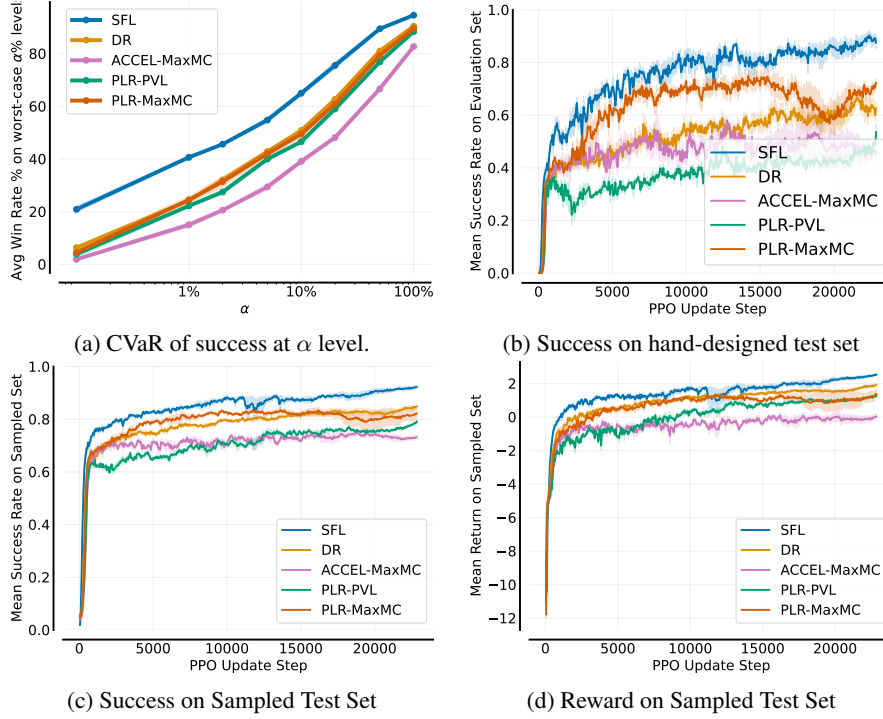 Avg Win Rate % on worst-case α% levels
80
60
40
20
0
1%
10%
100%
α
SFL
DR
ACCEL-MaxMC
PLR-PVL
PLR-MaxMC
(a) CVaR of success at α level.
Mean Success Rate on Evaluation Set
1.0
0.8
0.6
0.4
0.2
0.0
0
5000
10000
15000
20000
PPO Update Step
SFL
DR
ACCEL-MaxMC
PLR-PVL
PLR-MaxMC
(b) Success on hand-designed test set
Mean Success Rate on Sampled Set
1.0
0.8
0.6
0.4
0.2
0.0
0
5000
10000
15000
20000
PPO Update Step
SFL
DR
ACCEL-MaxMC
PLR-PVL
PLR-MaxMC
(c) Success on Sampled Test Set
Mean Return on Sampled Set
2
0
−2
−4
−6
−8
−10
−12
0
5000
10000
15000
20000
PPO Update Step
SFL
DR
ACCEL-MaxMC
PLR-PVL
PLR-MaxMC
(d) Reward on Sampled Test Set